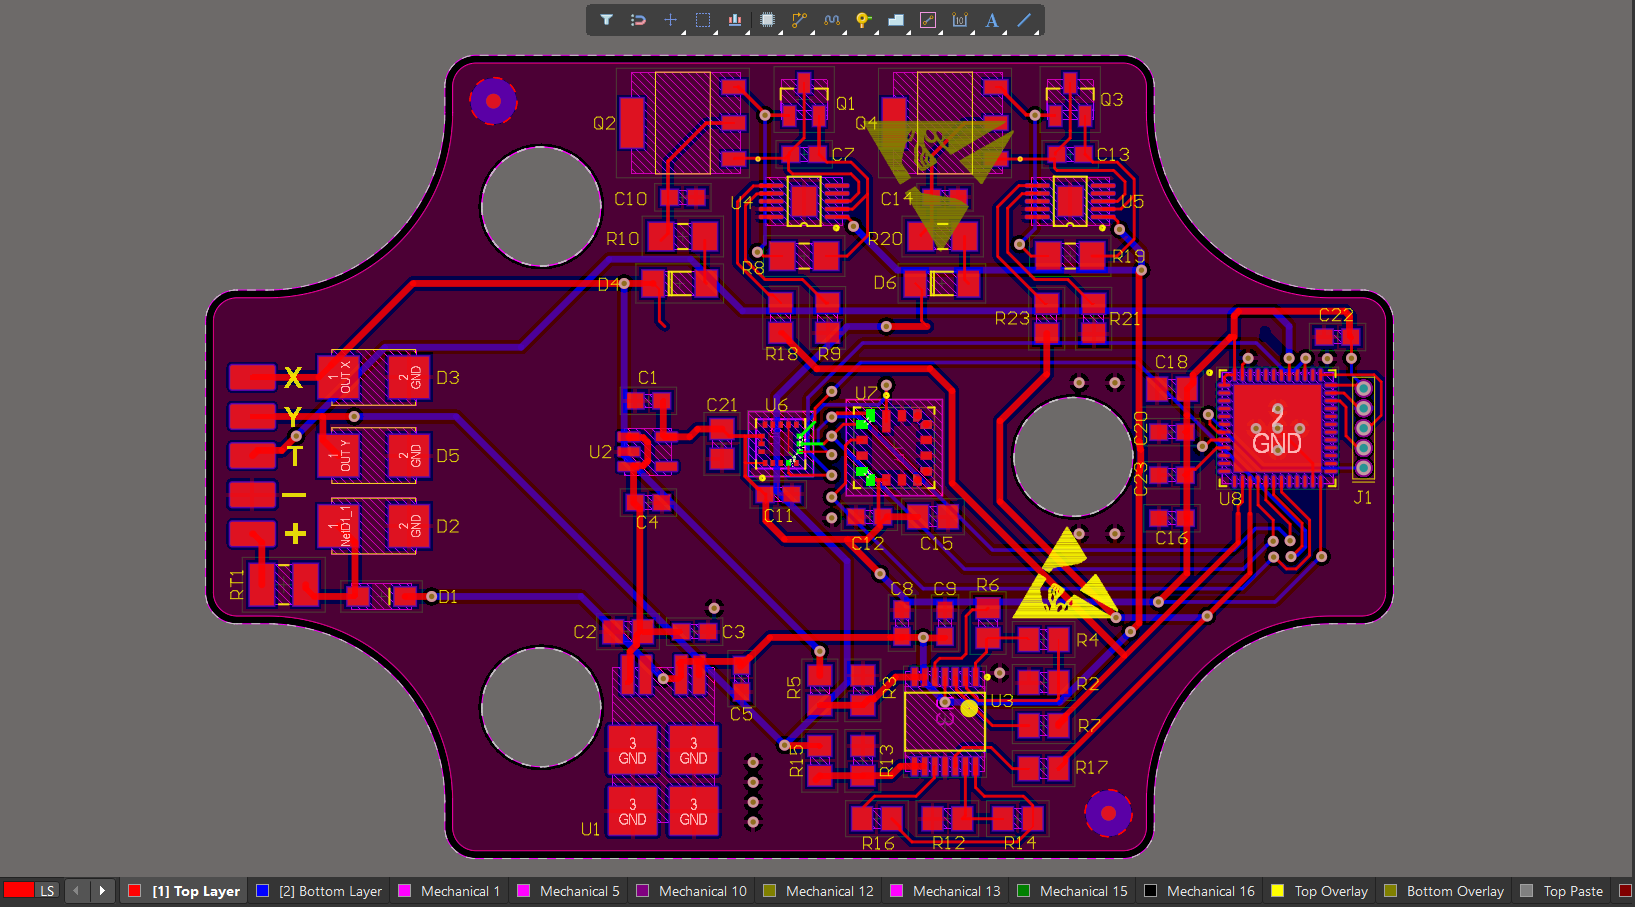 Q2
Q1
Q4
Q3
C7
C13
C10
U4
C14
U5
R10
R20
R8
R19
D4
D6
R18
R9
R23
R21
C22
X
1
OUT X
2
GND
D3
C1
C18
Y
C21
U6
U7
T
1
OUT Y
2
GND
D5
U2
C20
2
GND
C23
U8
J1
−
C4
C11
C12
C15
C16
+
NetD1_1
2
GND
D2
RT1
D1
C8
C9
R6
C2
C3
R4
R5
R3
R2
C5
U3
R7
3
GND
3
GND
R15
R13
R17
3
GND
3
GND
U1
R16
R12
R14
LS
[1] Top Layer
[2] Bottom Layer
Mechanical 1
Mechanical 5
Mechanical 10
Mechanical 12
Mechanical 13
Mechanical 15
Mechanical 16
Top Overlay
Bottom Overlay
Top Paste